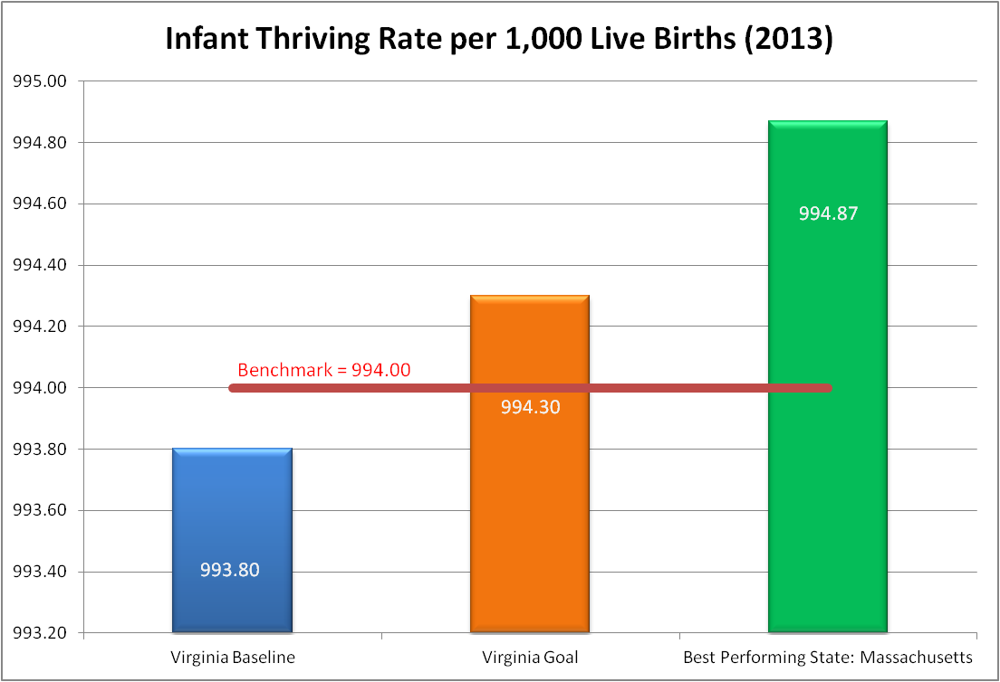 Infant Thriving Rate per 1,000 Live Births (2013)
995.00
994.80
994.60
994.87
994.40
994.20
Benchmark = 994.00
994.00
994.30
993.80
993.60
993.80
993.40
993.20
Virginia Baseline
Virginia Goal
Best Performing State: Massachusetts